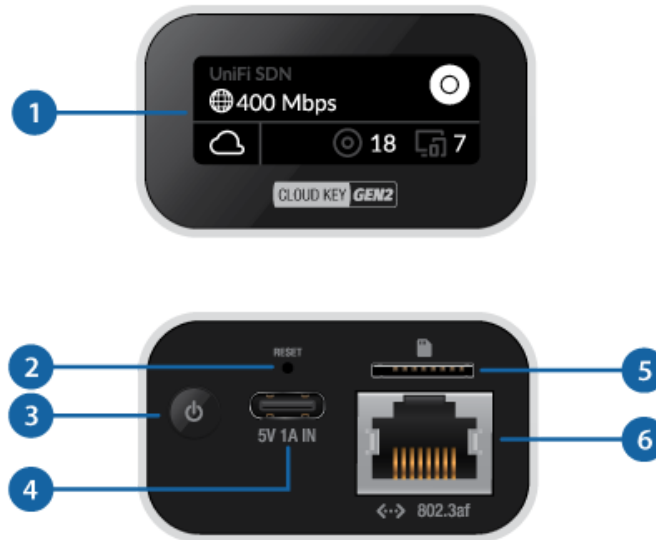 UniFi SDN
400 Mbps
18 7
CLOUD KEY GEN2
1
RESET
2
3
5V 1A IN
4
5
6
802.3af